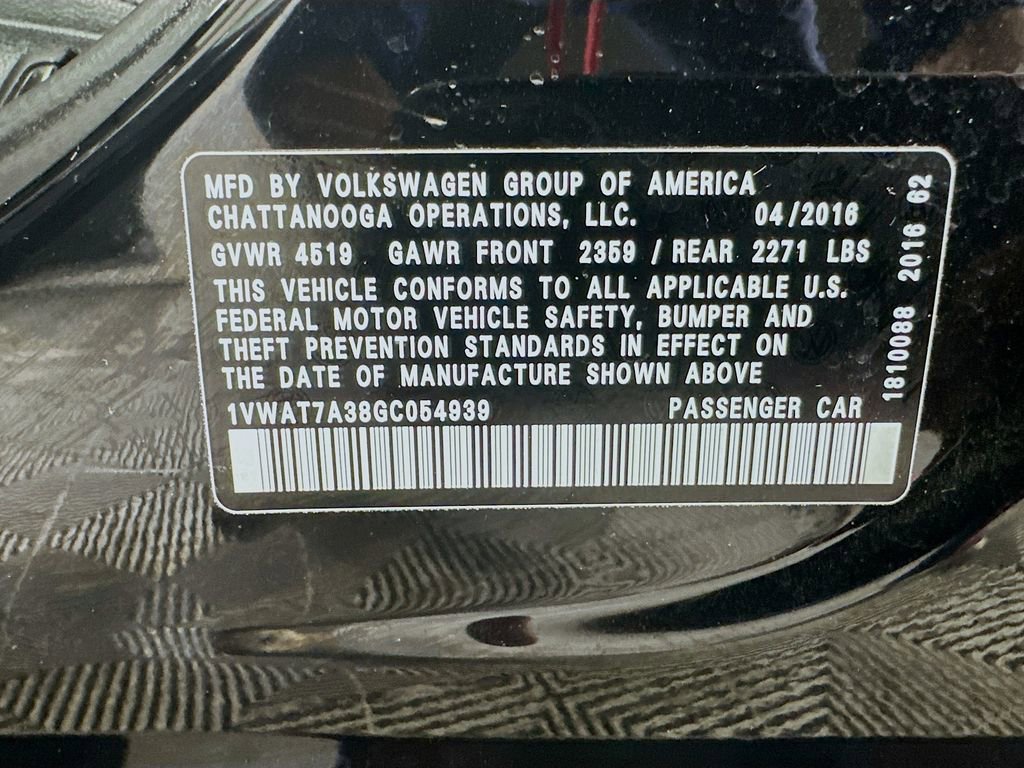 MFD BY VOLKSWAGEN GROUP OF AMERICA
CHATTANOOGA OPERATIONS, LLC. 04/2016
GVWR 4519 GAWR FRONT 2359 / REAR 2271 LBS
THIS VEHICLE CONFORMS TO ALL APPLICABLE U.S.
FEDERAL MOTOR VEHICLE SAFETY, BUMPER AND
THEFT PREVENTION STANDARDS IN EFFECT ON
THE DATE OF MANUFACTURE SHOWN ABOVE
1VWAT7A38GC054939 PASSENGER CAR
1810088 2016 62